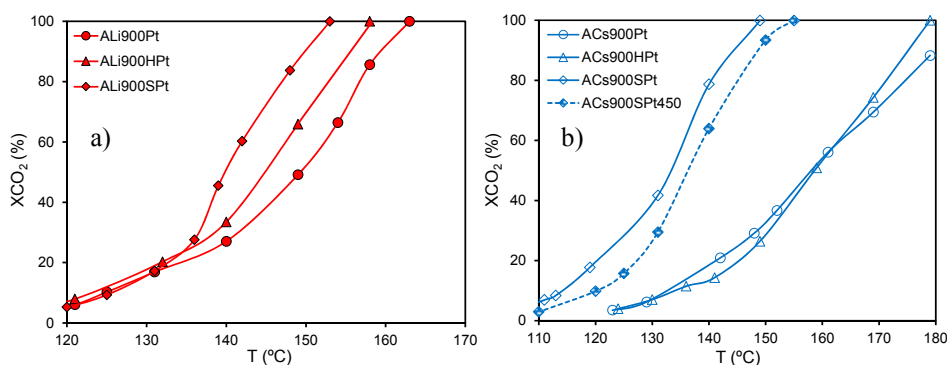 100
80
60
40
20
0
XCO₂ (%)
ALi900Pt
ALi900HPt
ALi900SPt
a)
120 130 140 150 160 170
T (ºC)
100
80
60
40
20
0
XCO₂ (%)
ACs900Pt
ACs900HPt
ACs900SPt
ACs900SPt450
b)
110 120 130 140 150 160 170 180
T (ºC)